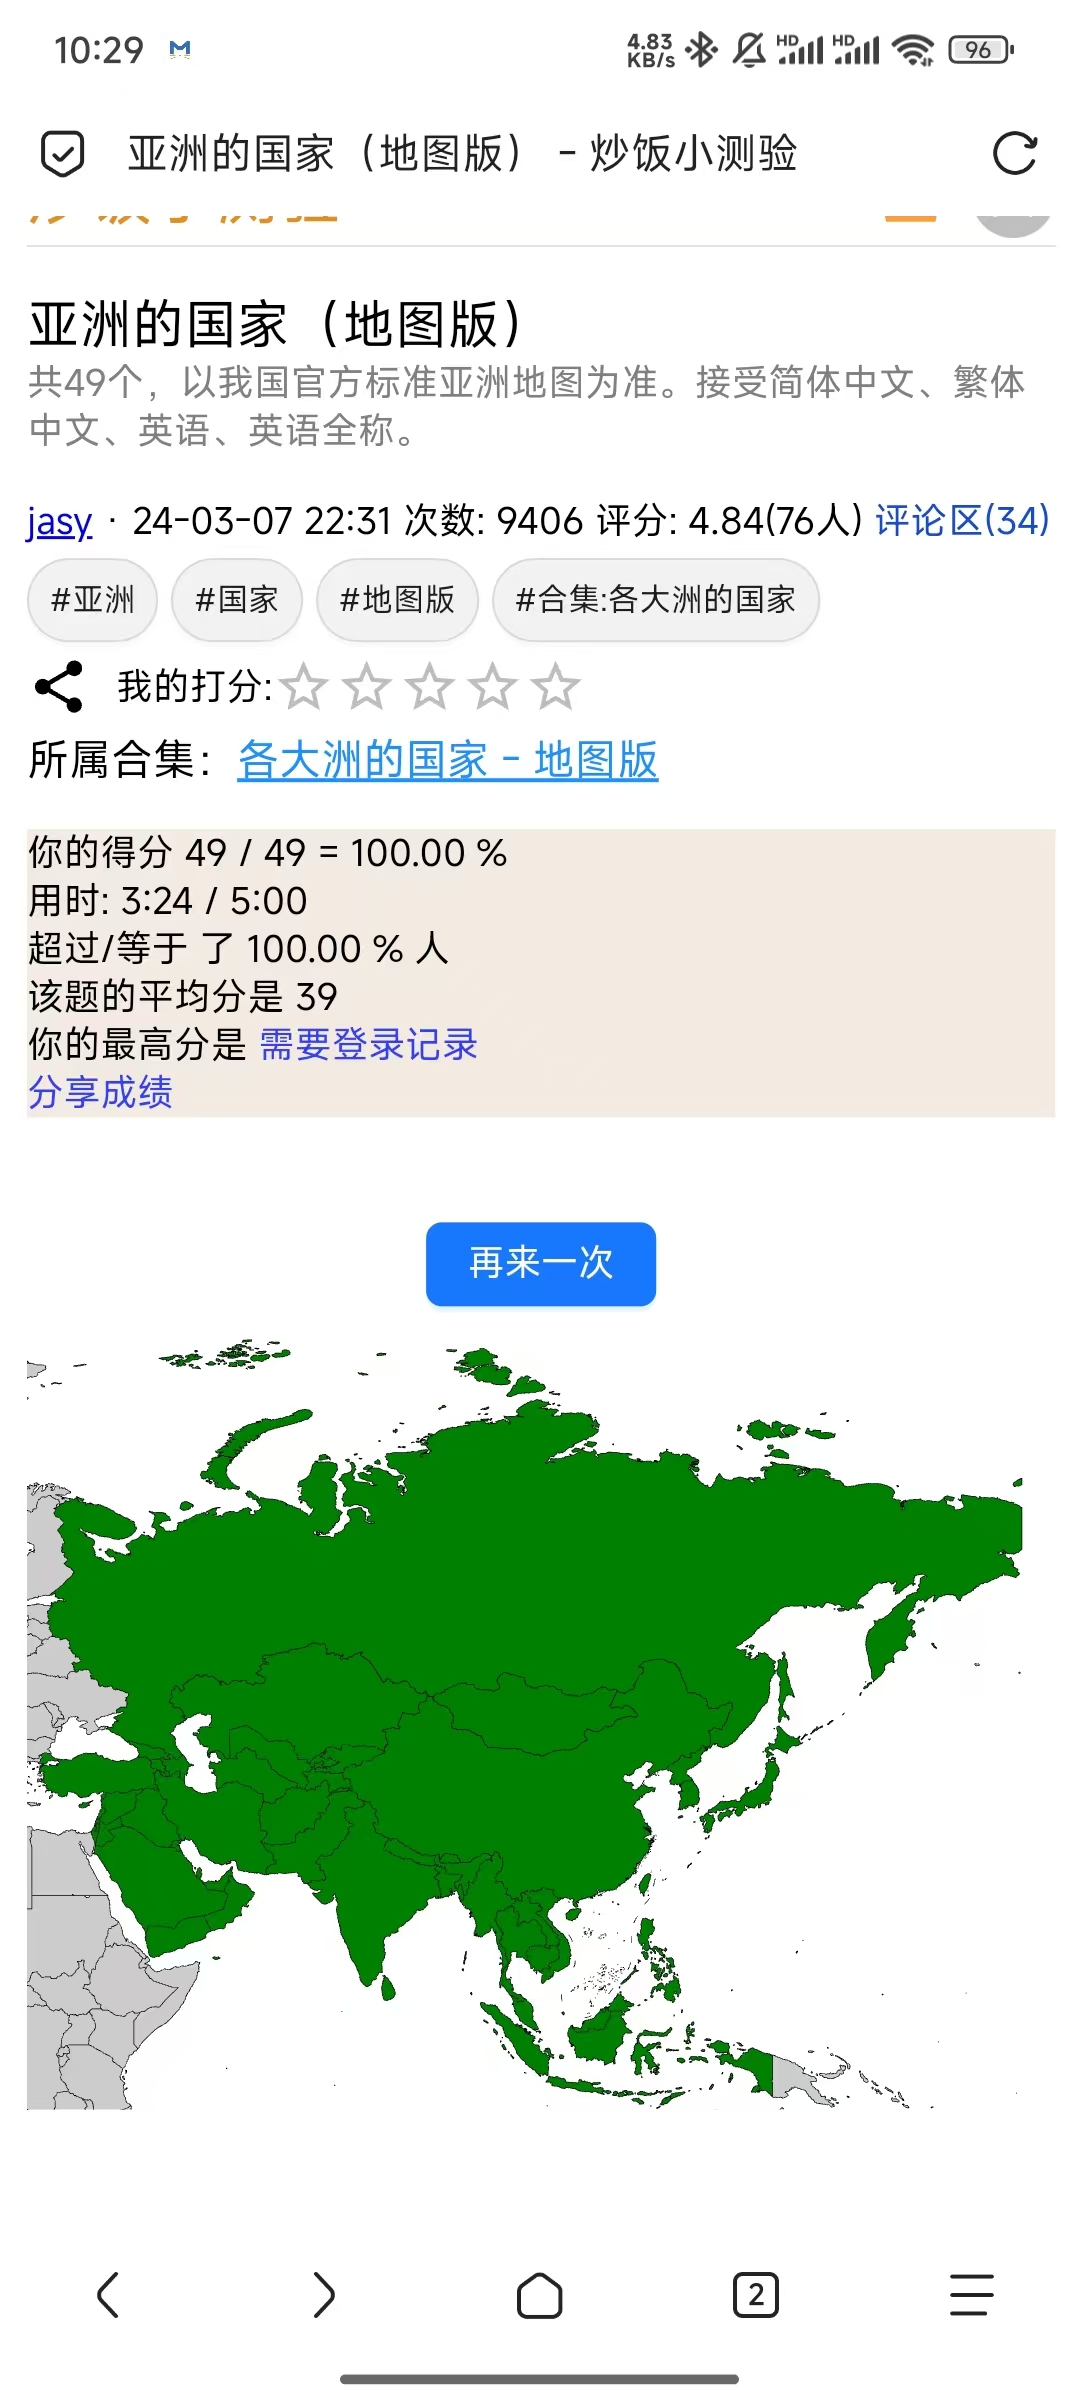 10:29
4.83 KB/s HD HD 96
亚洲的国家（地图版） - 炒饭小测验
亚洲的国家（地图版）
共49个，以我国官方标准亚洲地图为准。接受简体中文、繁体
中文、英语、英语全称。
jasy · 24-03-07 22:31 次数: 9406 评分: 4.84(76人) 评论区(34)
#亚洲 #国家 #地图版 #合集:各大洲的国家
我的打分:
所属合集：各大洲的国家 - 地图版
你的得分 49 / 49 = 100.00 %
用时: 3:24 / 5:00
超过/等于 了 100.00 % 人
该题的平均分是 39
你的最高分是 需要登录记录
分享成绩
再来一次
2